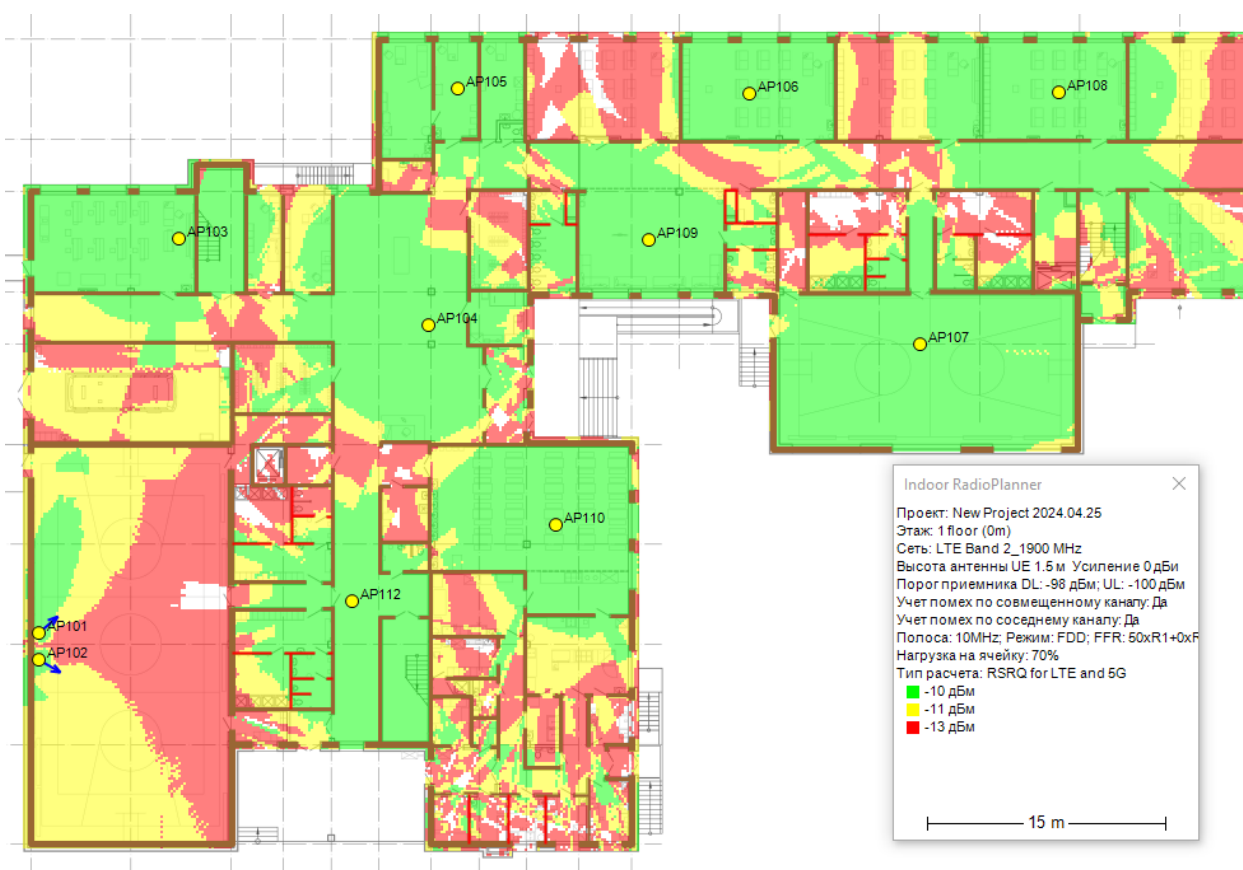 AP105
AP106
AP108
AP103
AP109
AP104
AP107
AP110
AP112
AP101
AP102
Indoor RadioPlanner
Проект: New Project 2024.04.25
Этаж: 1 floor (0m)
Сеть: LTE Band 2_1900 MHz
Высота антенны UE 1.5 м Усиление 0 дБи
Порог приемника DL: -98 дБм; UL: -100 дБм
Учет помех по совмещенному каналу: Да
Учет помех по соседнему каналу: Да
Полоса: 10MHz; Режим: FDD; FFR: 50xR1+0xF
Нагрузка на ячейку: 70%
Тип расчета: RSRQ for LTE and 5G
-10 дБм
-11 дБм
-13 дБм
15 m